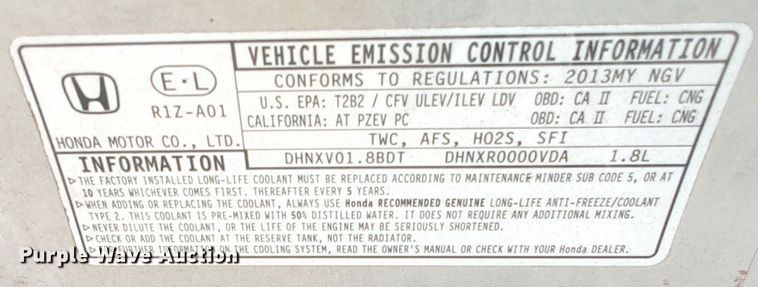 VEHICLE EMISSION CONTROL INFORMATION
E·L
CONFORMS TO REGULATIONS: 2013MY NGV
R1Z-A01
U.S. EPA: T2B2 / CFV ULEV/ILEV LDV OBD: CA II FUEL: CNG
CALIFORNIA: AT PZEV PC OBD: CA II FUEL: CNG
HONDA MOTOR CO., LTD.
TWC, AFS, HO2S, SFI
INFORMATION
DHNXV01.8BDT DHNXR0000VDA 1.8L
▷THE FACTORY INSTALLED LONG-LIFE COOLANT MUST BE REPLACED ACCORDING TO MAINTENANCE MINDER SUB CODE 5, OR AT
10 YEARS WHICHEVER COMES FIRST. THEREAFTER EVERY 5 YEARS.
▷WHEN ADDING OR REPLACING THE COOLANT, ALWAYS USE Honda RECOMMENDED GENUINE LONG-LIFE ANTI-FREEZE/COOLANT
TYPE 2. THIS COOLANT IS PRE-MIXED WITH 50% DISTILLED WATER. IT DOES NOT REQUIRE ANY ADDITIONAL MIXING.
▷NEVER DILUTE THE COOLANT, OR THE LIFE OF THE ENGINE MAY BE SERIOUSLY SHORTENED.
▷CHECK OR ADD THE COOLANT AT THE RESERVE TANK, NOT THE RADIATOR.
▷FOR FURTHER INFORMATION ON THE COOLING SYSTEM, READ THE OWNER'S MANUAL OR CHECK WITH YOUR Honda DEALER.
Purple Wave Auction